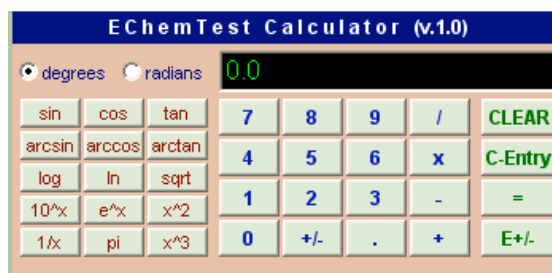 EChemTest Calculator (v.1.0)
degrees radians 0.0
sin cos tan 7 8 9 / CLEAR
arcsin arccos arctan 4 5 6 x C-Entry
log ln sqrt 1 2 3 - =
10^x e^x x^2 0 +/- . + E+/-
1/x pi x^3